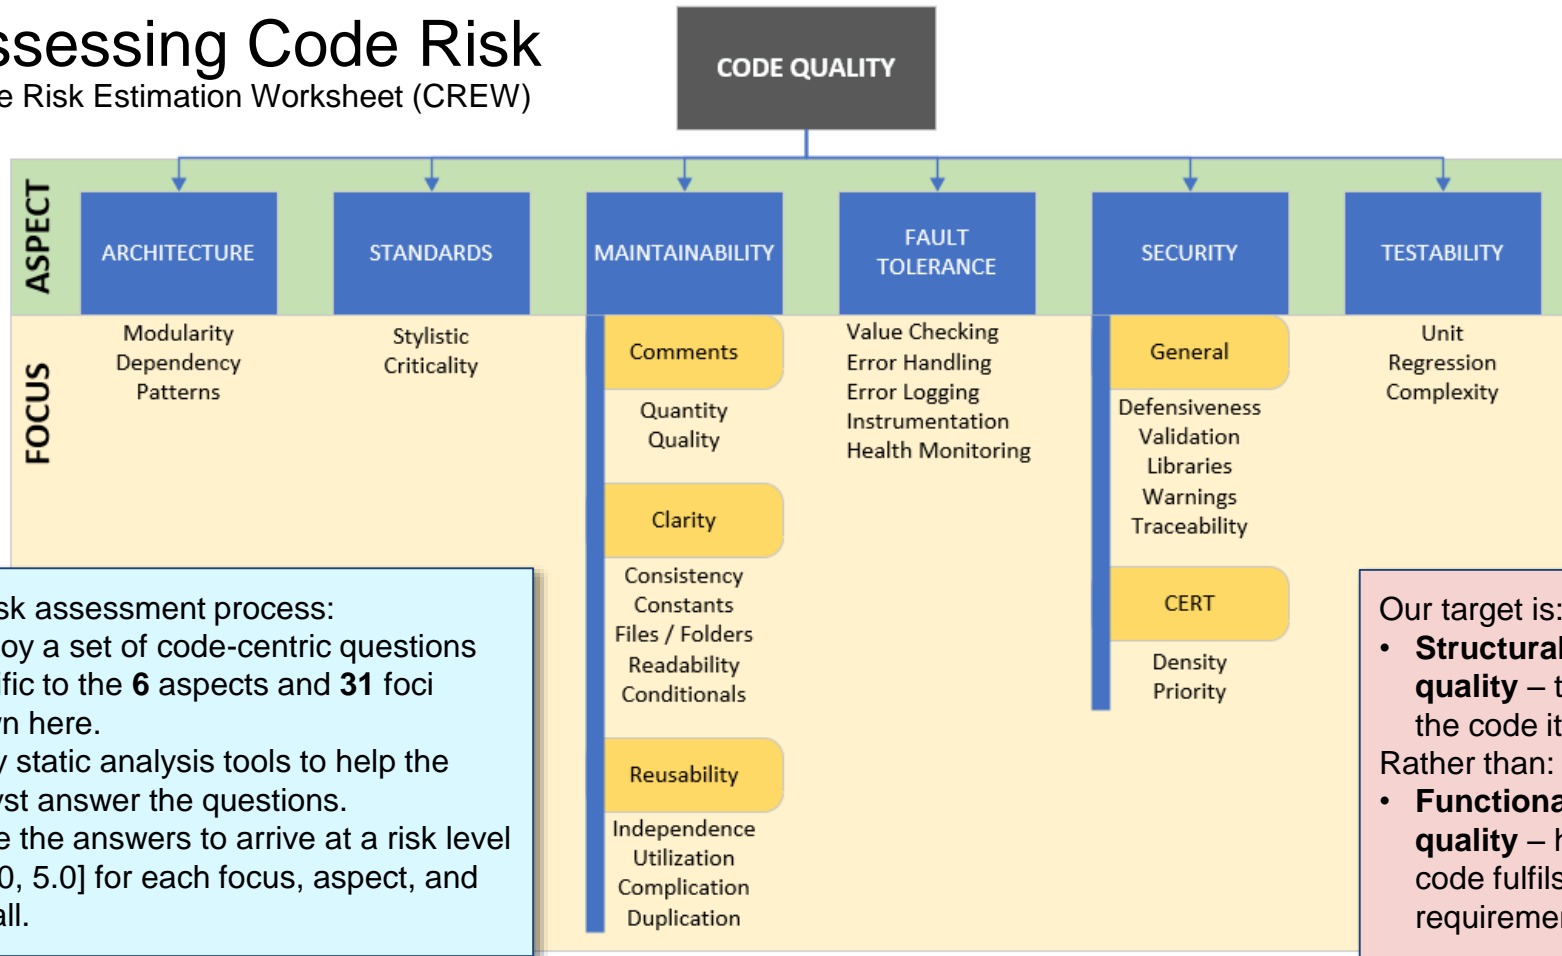 ssessing Code Risk
e Risk Estimation Worksheet (CREW)
CODE QUALITY
ASPECT
ARCHITECTURE
STANDARDS
MAINTAINABILITY
FAULT
TOLERANCE
SECURITY
TESTABILITY
FOCUS
Modularity
Dependency
Patterns
Stylistic
Criticality
Comments
Quantity
Quality
Clarity
Consistency
Constants
Files / Folders
Readability
Conditionals
Reusability
Independence
Utilization
Complication
Duplication
Value Checking
Error Handling
Error Logging
Instrumentation
Health Monitoring
General
Defensiveness
Validation
Libraries
Warnings
Traceability
CERT
Density
Priority
Unit
Regression
Complexity
sk assessment process:
oy a set of code-centric questions
ific to the 6 aspects and 31 foci
n here.
y static analysis tools to help the
yst answer the questions.
e the answers to arrive at a risk level
0, 5.0] for each focus, aspect, and
all.
Our target is:
• Structural
quality – t
the code it
Rather than:
• Functiona
quality – h
code fulfils
requiremen